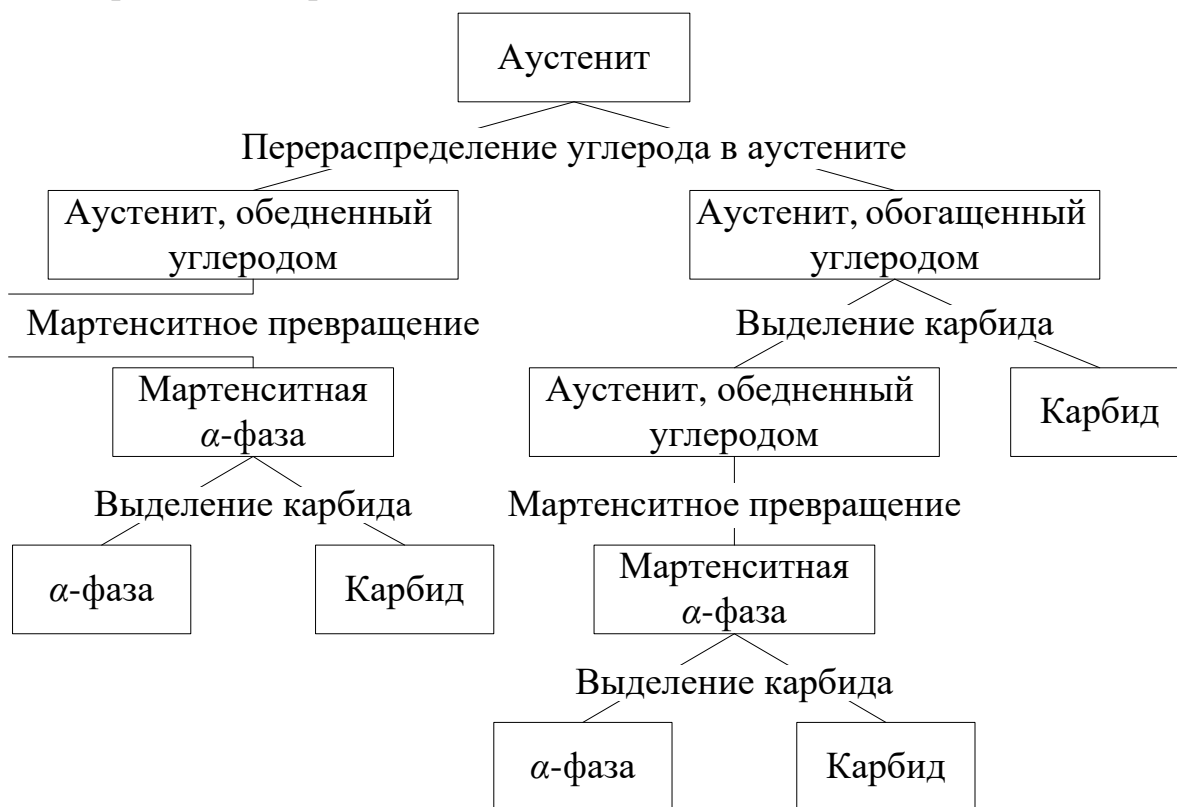 Аустенит
Перераспределение углерода в аустените
Аустенит, обедненный
углеродом
Аустенит, обогащенный
углеродом
Мартенситное превращение
Выделение карбида
Мартенситная
α-фаза
Аустенит, обедненный
углеродом
Карбид
Выделение карбида
Мартенситное превращение
α-фаза
Карбид
Мартенситная
α-фаза
Выделение карбида
α-фаза
Карбид